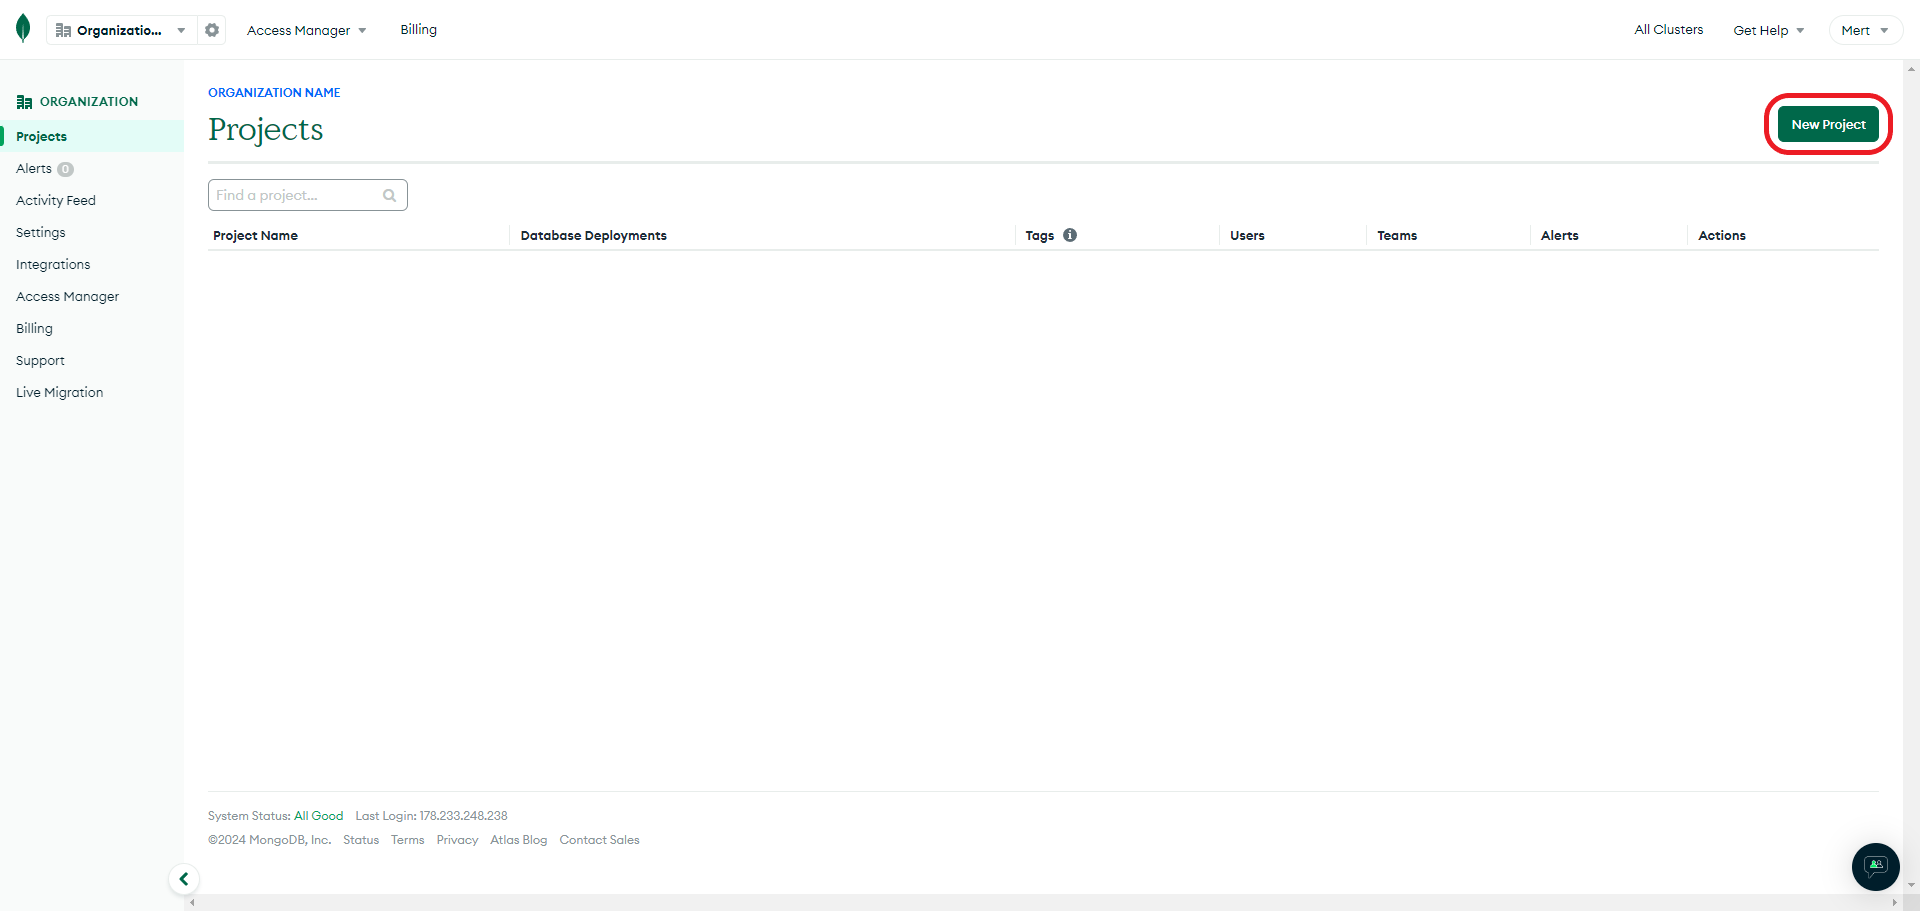 Organizatio...
Access Manager
Billing
All Clusters
Get Help
Mert
ORGANIZATION
Projects
Alerts 0
Activity Feed
Settings
Integrations
Access Manager
Billing
Support
Live Migration
ORGANIZATION NAME
Projects
New Project
Find a project...
Project Name Database Deployments Tags Users Teams Alerts Actions
System Status: All Good Last Login: 178.233.248.238
©2024 MongoDB, Inc. Status Terms Privacy Atlas Blog Contact Sales